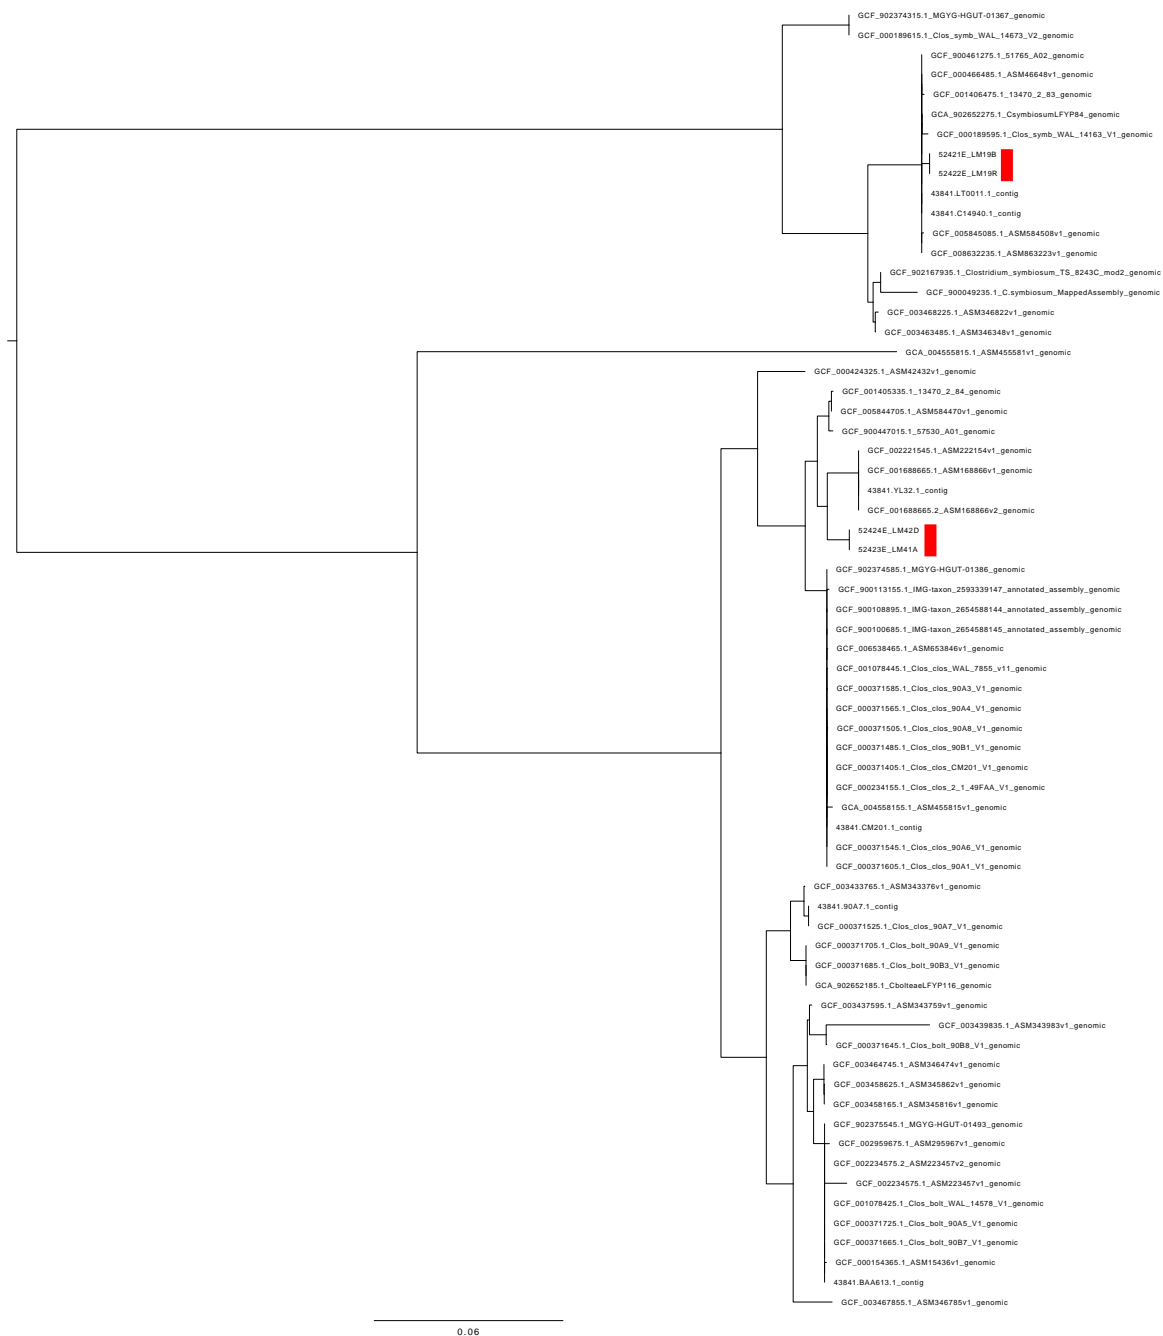 GCF_902374315.1_MGYG-HGUT-01367_genomic
GCF_000189615.1_Clos_symb_WAL_14673_V2_genomic
GCF_900461275.1_51765_A02_genomic
GCF_000466485.1_ASM46648v1_genomic
GCF_001406475.1_13470_2_83_genomic
GCA_902652275.1_CsymbiosumLFYP84_genomic
GCF_000189595.1_Clos_symb_WAL_14163_V1_genomic
52421E_LM19B
52422E_LM19R
43841.LT0011.1_contig
43841.C14940.1_contig
GCF_005845085.1_ASM584508v1_genomic
GCF_008632235.1_ASM863223v1_genomic
GCF_902167935.1_Clostridium_symbiosum_TS_8243C_mod2_genomic
GCF_900049235.1_C.symbiosum_MappedAssembly_genomic
GCF_003468225.1_ASM346822v1_genomic
GCF_003463485.1_ASM346348v1_genomic
GCA_004555815.1_ASM455581v1_genomic
GCF_000424325.1_ASM42432v1_genomic
GCF_001405335.1_13470_2_84_genomic
GCF_005844705.1_ASM584470v1_genomic
GCF_900447015.1_57530_A01_genomic
GCF_002221545.1_ASM222154v1_genomic
GCF_001688665.1_ASM168866v1_genomic
43841.YL32.1_contig
GCF_001688665.2_ASM168866v2_genomic
52424E_LM42D
52423E_LM41A
GCF_902374585.1_MGYG-HGUT-01386_genomic
GCF_900113155.1_IMG-taxon_2593339147_annotated_assembly_genomic
GCF_900108895.1_IMG-taxon_2654588144_annotated_assembly_genomic
GCF_900100685.1_IMG-taxon_2654588145_annotated_assembly_genomic
GCF_006538465.1_ASM653846v1_genomic
GCF_001078445.1_Clos_clos_WAL_7855_v11_genomic
GCF_000371585.1_Clos_clos_90A3_V1_genomic
GCF_000371565.1_Clos_clos_90A4_V1_genomic
GCF_000371505.1_Clos_clos_90A8_V1_genomic
GCF_000371485.1_Clos_clos_90B1_V1_genomic
GCF_000371405.1_Clos_clos_CM201_V1_genomic
GCF_000234155.1_Clos_clos_2_1_49FAA_V1_genomic
GCA_004558155.1_ASM455815v1_genomic
43841.CM201.1_contig
GCF_000371545.1_Clos_clos_90A6_V1_genomic
GCF_000371605.1_Clos_clos_90A1_V1_genomic
GCF_003433765.1_ASM343376v1_genomic
43841.90A7.1_contig
GCF_000371525.1_Clos_clos_90A7_V1_genomic
GCF_000371705.1_Clos_bolt_90A9_V1_genomic
GCF_000371685.1_Clos_bolt_90B3_V1_genomic
GCA_902652185.1_CbolteaeLFYP116_genomic
GCF_003437595.1_ASM343759v1_genomic
GCF_003439835.1_ASM343983v1_genomic
GCF_000371645.1_Clos_bolt_90B8_V1_genomic
GCF_003464745.1_ASM346474v1_genomic
GCF_003458625.1_ASM345862v1_genomic
GCF_003458165.1_ASM345816v1_genomic
GCF_902375545.1_MGYG-HGUT-01493_genomic
GCF_002959675.1_ASM295967v1_genomic
GCF_002234575.2_ASM223457v2_genomic
GCF_002234575.1_ASM223457v1_genomic
GCF_001078425.1_Clos_bolt_WAL_14578_V1_genomic
GCF_000371725.1_Clos_bolt_90A5_V1_genomic
GCF_000371665.1_Clos_bolt_90B7_V1_genomic
GCF_000154365.1_ASM15436v1_genomic
43841.BAA613.1_contig
GCF_003467855.1_ASM346785v1_genomic
0.06